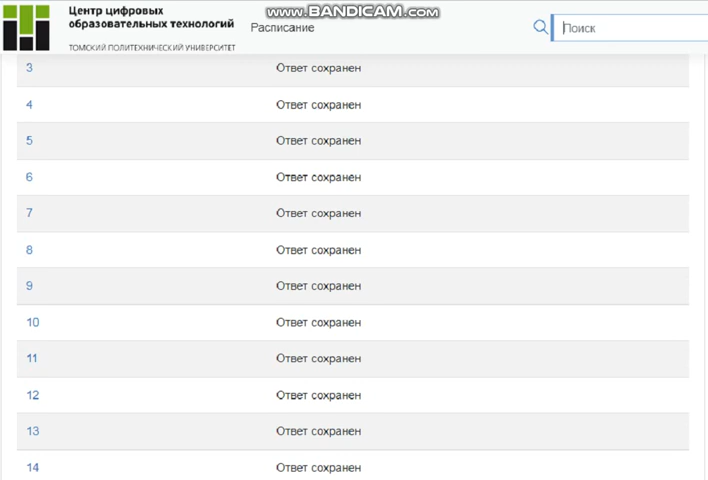 www.BANDICAM.com
Центр цифровых
образовательных технологий
ТОМСКИЙ ПОЛИТЕХНИЧЕСКИЙ УНИВЕРСИТЕТ
Расписание
Поиск
3 Ответ сохранен
4 Ответ сохранен
5 Ответ сохранен
6 Ответ сохранен
7 Ответ сохранен
8 Ответ сохранен
9 Ответ сохранен
10 Ответ сохранен
11 Ответ сохранен
12 Ответ сохранен
13 Ответ сохранен
14 Ответ сохранен